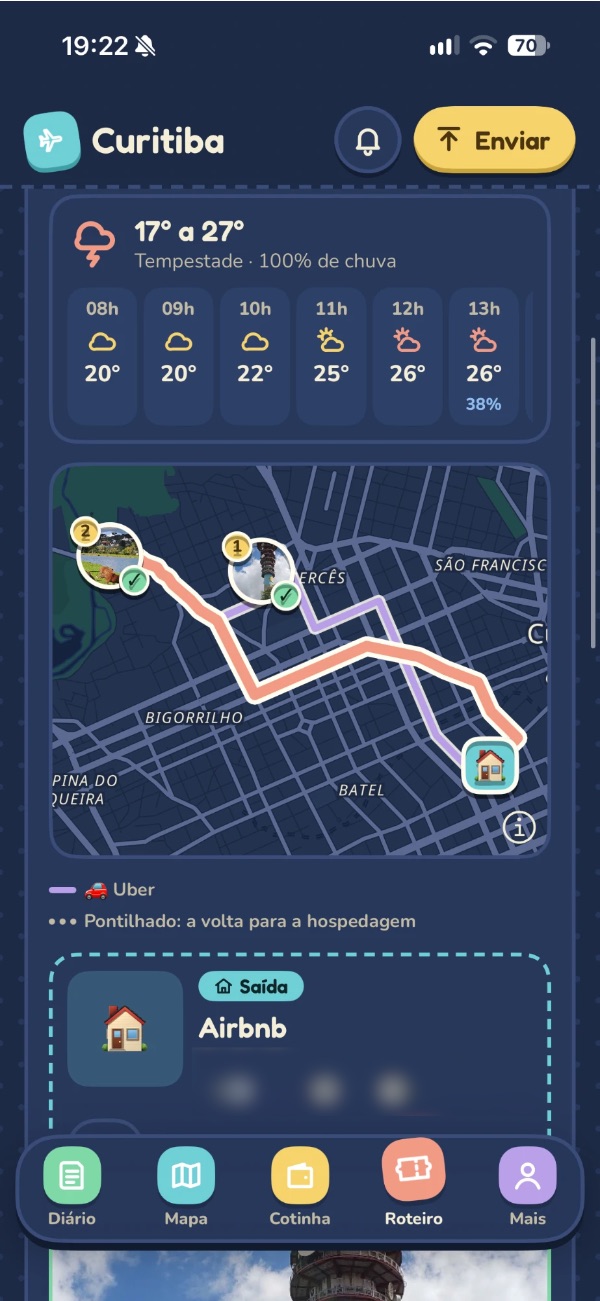 19:22
70
Curitiba
Enviar
17° a 27°
Tempestade · 100% de chuva
08h 09h 10h 11h 12h 13h
20° 20° 22° 25° 26° 26°
38%
2
1
ERCÊS
SÃO FRANCISC
BIGORRILHO
PINA DO
QUEIRA
BATEL
Uber
Pontilhado: a volta para a hospedagem
Saída
Airbnb
Diário Mapa Cotinha Roteiro Mais